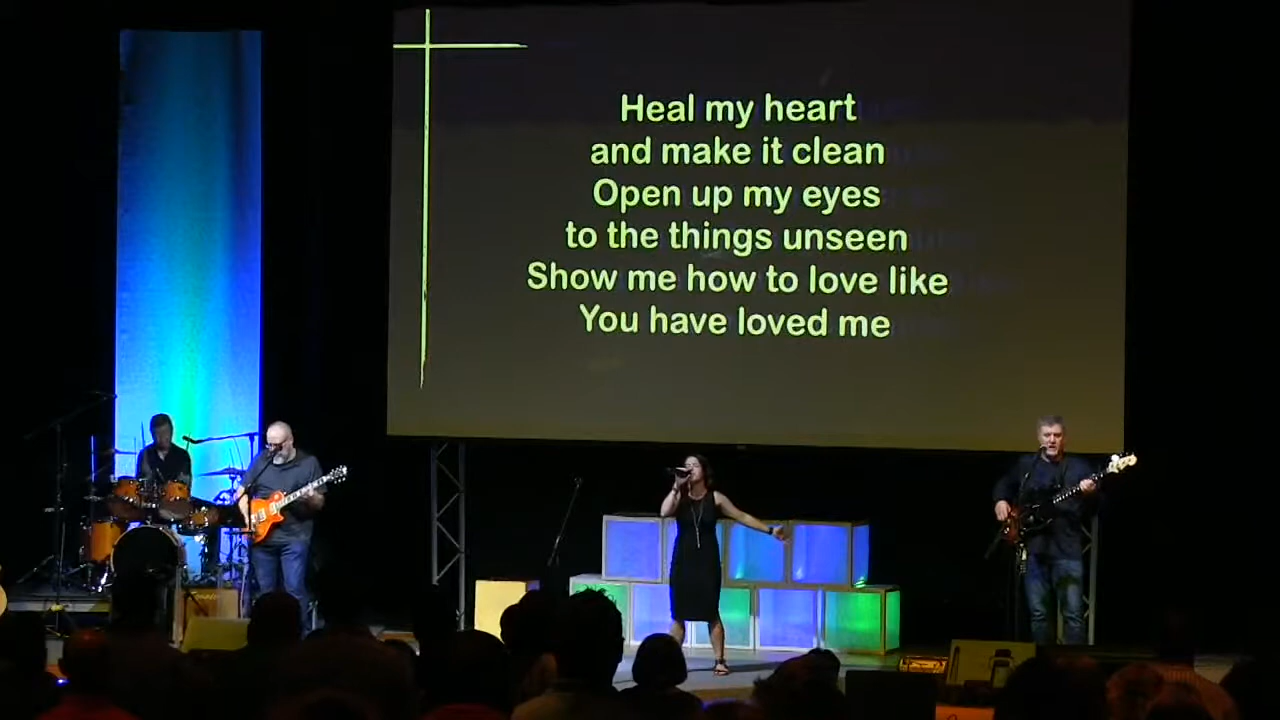 Heal my heart
and make it clean
Open up my eyes
to the things unseen
Show me how to love like
You have loved me